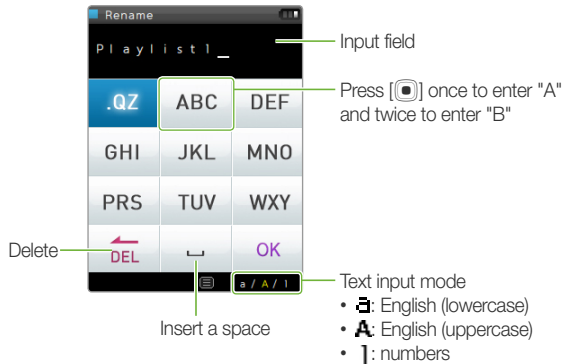 Rename
Playlist1_
Input field
.QZ ABC DEF
Press [ ] once to enter "A"
and twice to enter "B"
GHI JKL MNO
PRS TUV WXY
Delete
DEL OK
a / A / 1
Insert a space
Text input mode
• a: English (lowercase)
• A: English (uppercase)
• 1: numbers